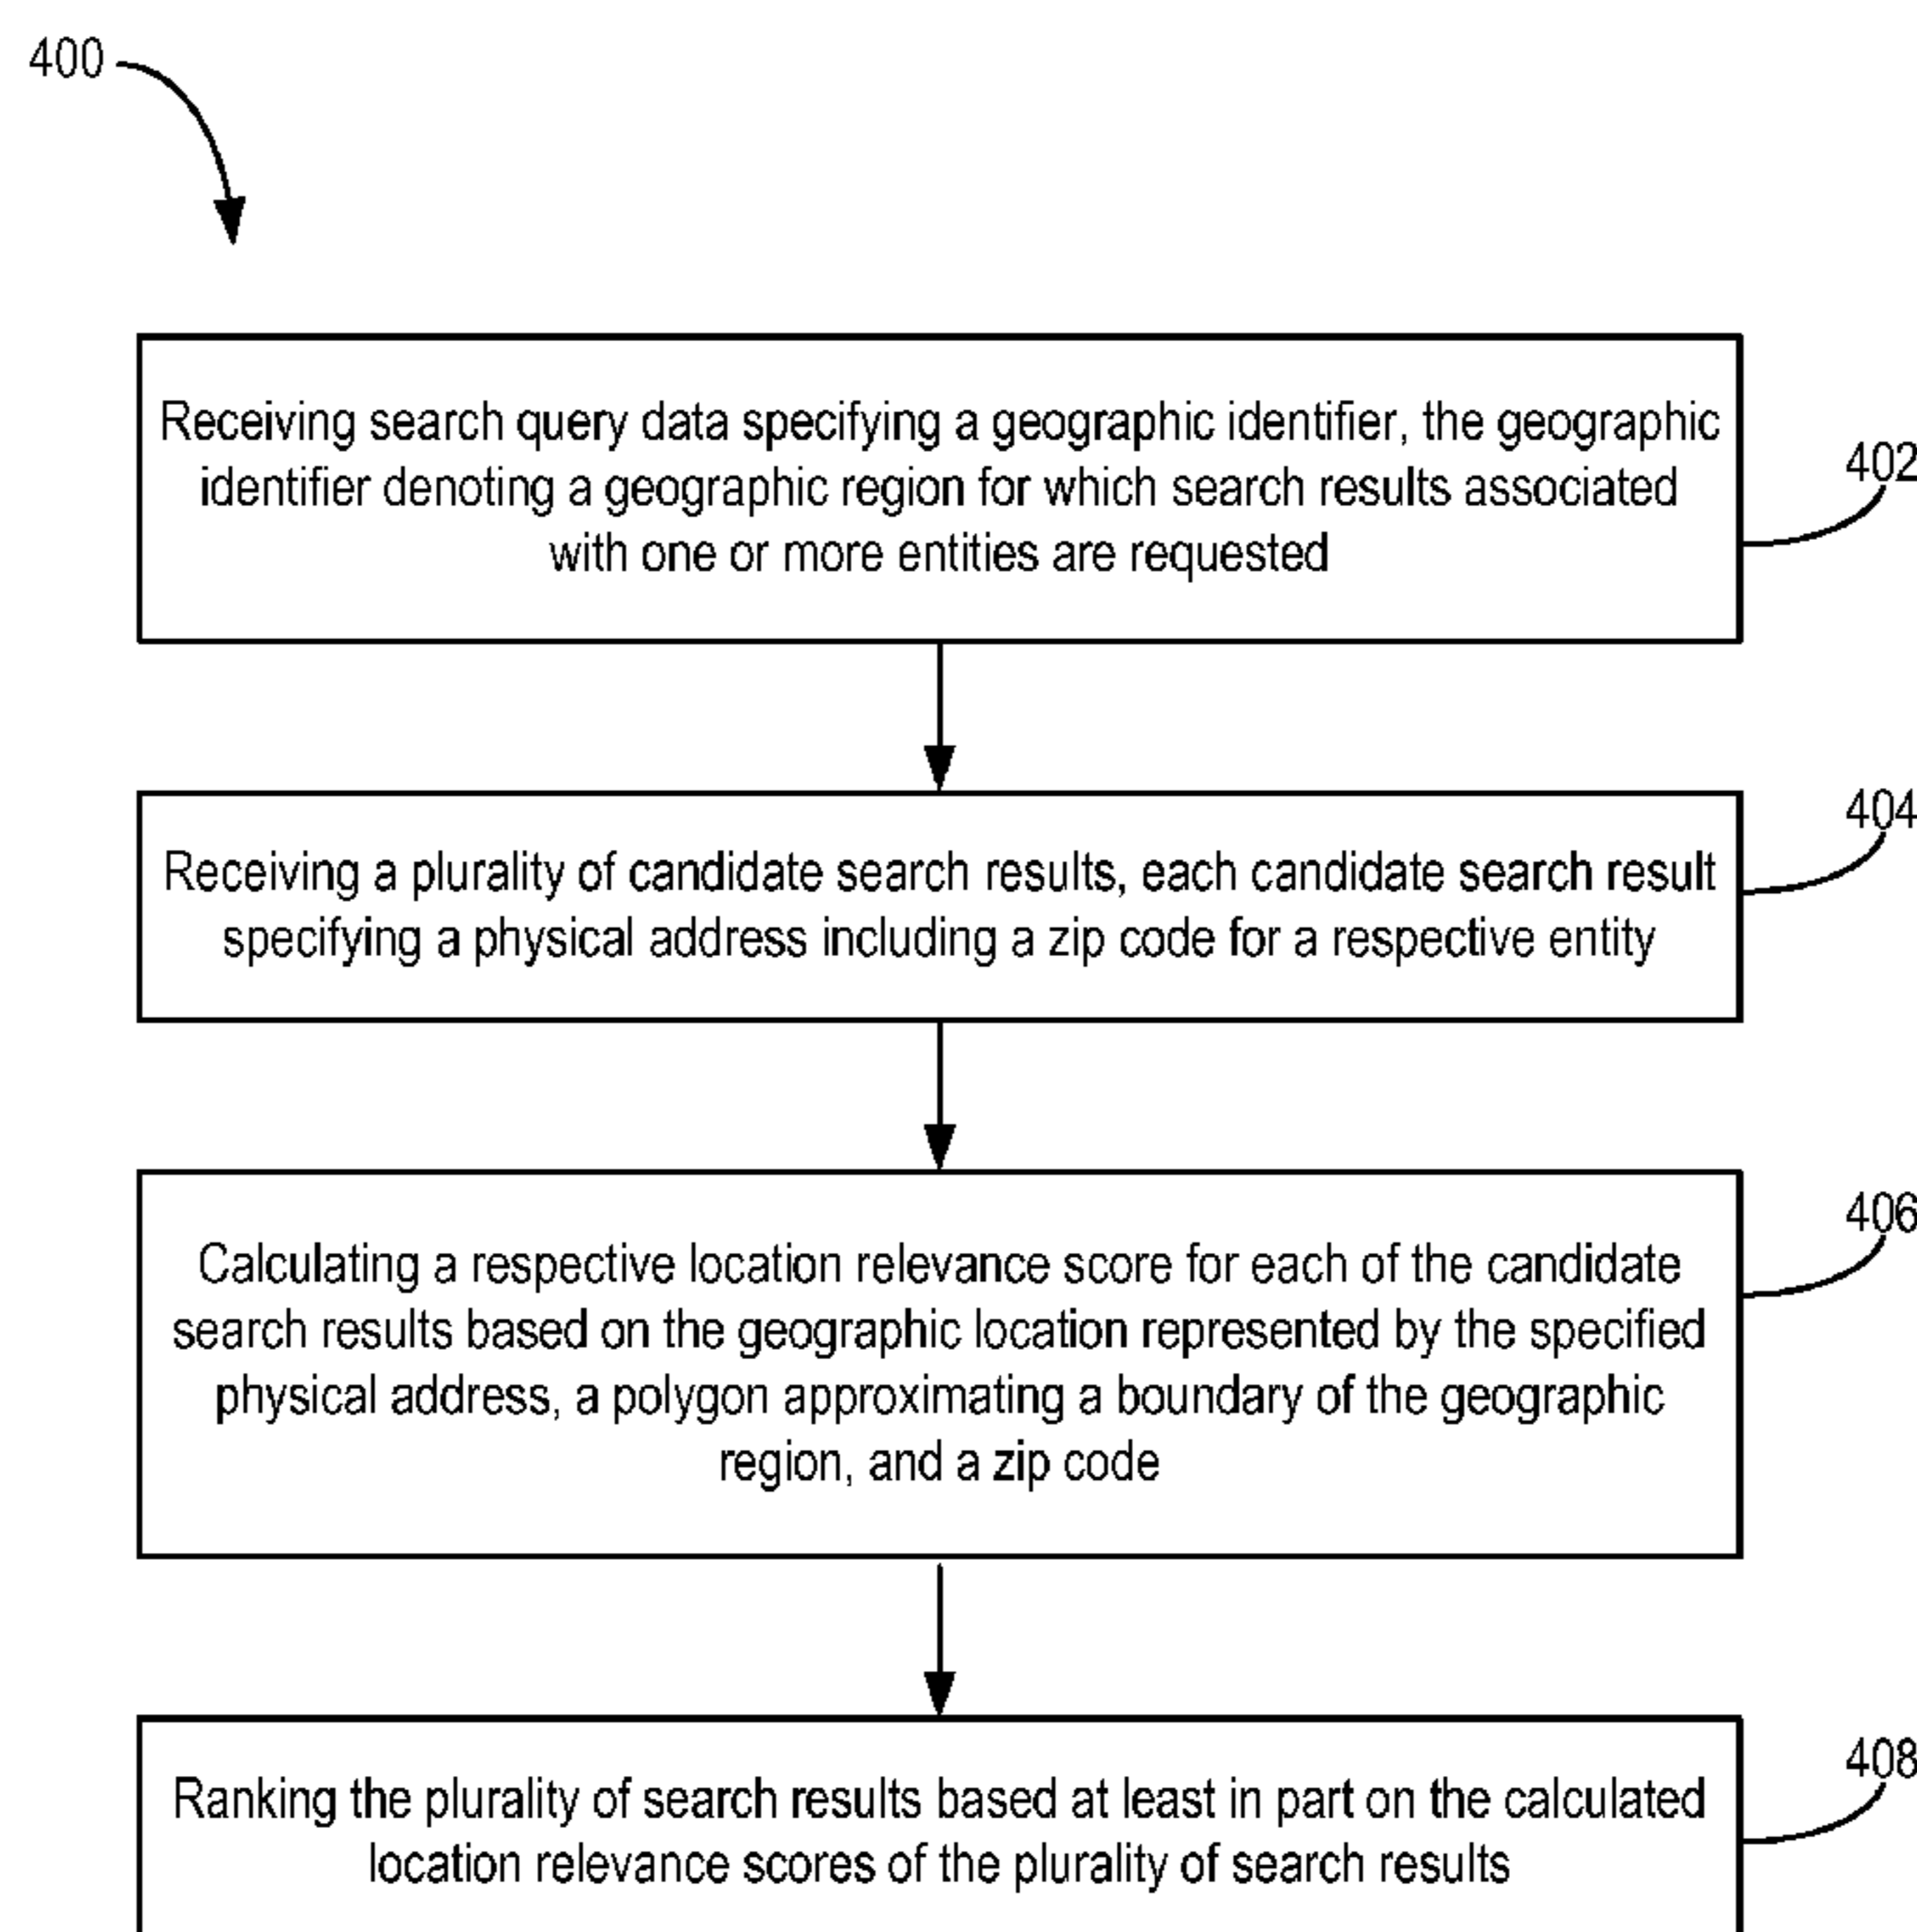 400
Receiving search query data specifying a geographic identifier, the geographic
identifier denoting a geographic region for which search results associated
with one or more entities are requested
402
Receiving a plurality of candidate search results, each candidate search result
specifying a physical address including a zip code for a respective entity
404
Calculating a respective location relevance score for each of the candidate
search results based on the geographic location represented by the specified
physical address, a polygon approximating a boundary of the geographic
region, and a zip code
406
Ranking the plurality of search results based at least in part on the calculated
location relevance scores of the plurality of search results
408